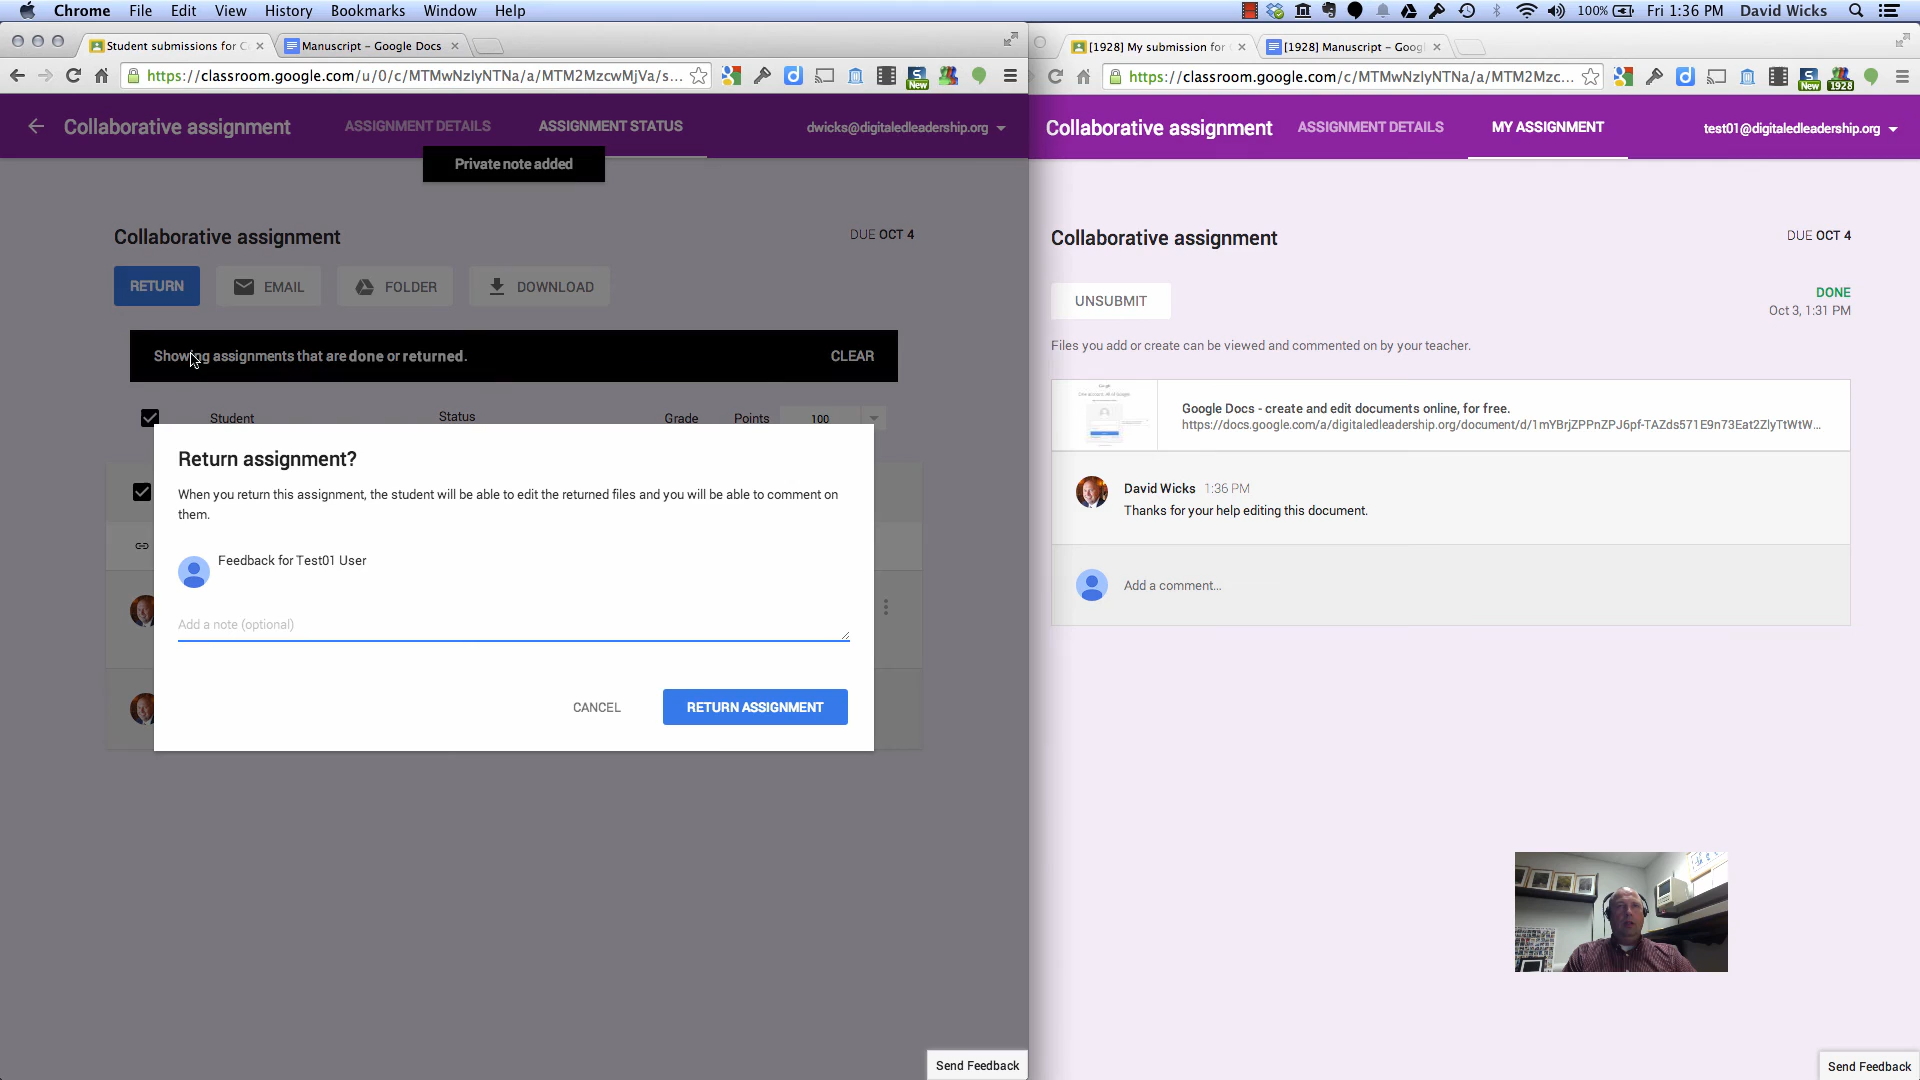 Chrome File Edit View History Bookmarks Window Help 100% Fri 1:36 PM David Wicks
Student submissions for C
Manuscript – Google Docs
https://classroom.google.com/u/0/c/MTMwNzIyNTNa/a/MTM2MzcwMjVa/s...
New
Collaborative assignment ASSIGNMENT DETAILS ASSIGNMENT STATUS dwicks@digitaledleadership.org
Private note added
Collaborative assignment DUE OCT 4
RETURN EMAIL FOLDER DOWNLOAD
Showing assignments that are done or returned. CLEAR
Student Status Grade Points 100
Return assignment?
When you return this assignment, the student will be able to edit the returned files and you will be able to comment on
them.
Feedback for Test01 User
Add a note (optional)
CANCEL RETURN ASSIGNMENT
Send Feedback
[1928] My submission for
[1928] Manuscript – Goog
https://classroom.google.com/c/MTMwNzIyNTNa/a/MTM2Mzc...
New 1928
Collaborative assignment ASSIGNMENT DETAILS MY ASSIGNMENT test01@digitaledleadership.org
Collaborative assignment DUE OCT 4
UNSUBMIT DONE
Oct 3, 1:31 PM
Files you add or create can be viewed and commented on by your teacher.
Google Docs - create and edit documents online, for free.
https://docs.google.com/a/digitaledleadership.org/document/d/1mYBrjZPPnZPJ6pf-TAZds571E9n73Eat2ZlyTtWtW...
David Wicks 1:36 PM
Thanks for your help editing this document.
Add a comment...
Send Feedback